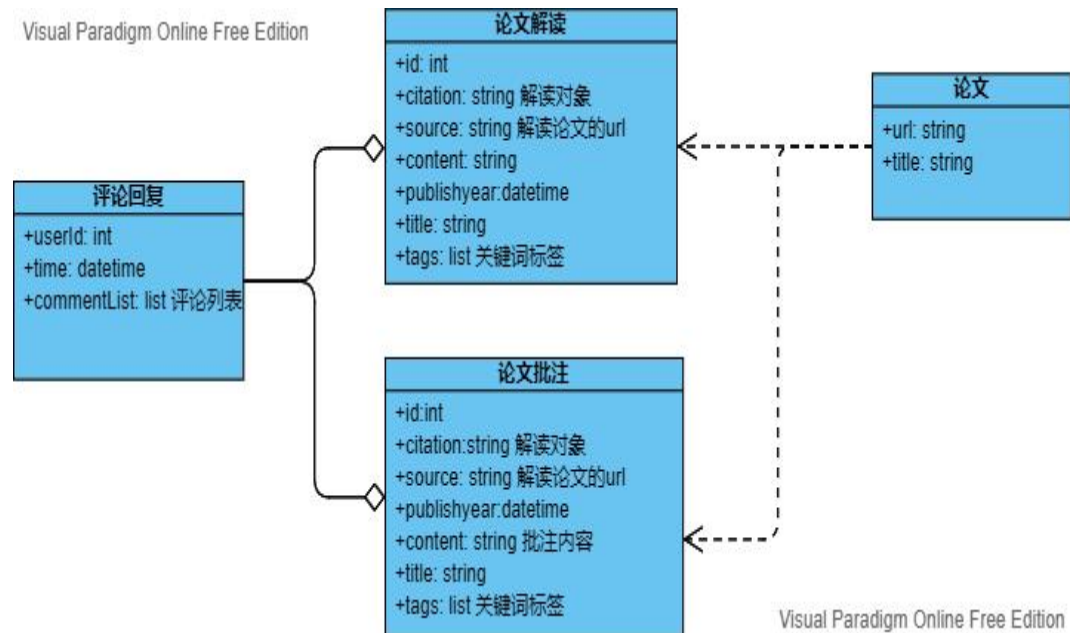 Visual Paradigm Online Free Edition
论文解读
+id: int
+citation: string 解读对象
+source: string 解读论文的url
+content: string
+publishyear:datetime
+title: string
+tags: list 关键词标签
论文
+url: string
+title: string
评论回复
+userId: int
+time: datetime
+commentList: list 评论列表
论文批注
+id:int
+citation:string 解读对象
+source: string 解读论文的url
+publishyear:datetime
+content: string 批注内容
+title: string
+tags: list 关键词标签
Visual Paradigm Online Free Edition